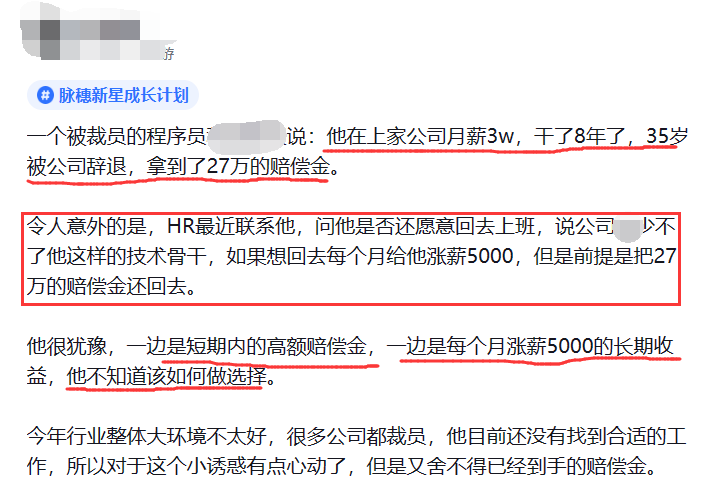 游
# 脉穗新星成长计划
一个被裁员的程序员 说：他在上家公司月薪3w，干了8年了，35岁
被公司辞退，拿到了27万的赔偿金。
令人意外的是，HR最近联系他，问他是否还愿意回去上班，说公司 少不
了他这样的技术骨干，如果想回去每个月给他涨薪5000，但是前提是把27
万的赔偿金还回去。
他很犹豫，一边是短期内的高额赔偿金，一边是每个月涨薪5000的长期收
益，他不知道该如何做选择。
今年行业整体大环境不太好，很多公司都裁员，他目前还没有找到合适的工
作，所以对于这个小诱惑有点心动了，但是又舍不得已经到手的赔偿金。